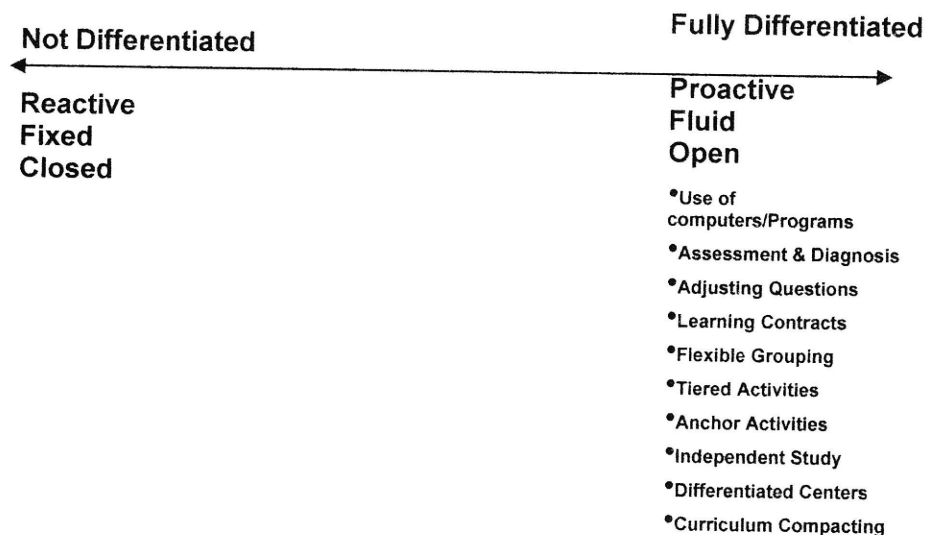 Not Differentiated
Fully Differentiated
Reactive
Fixed
Closed
Proactive
Fluid
Open
•Use of
computers/Programs
•Assessment & Diagnosis
•Adjusting Questions
•Learning Contracts
•Flexible Grouping
•Tiered Activities
•Anchor Activities
•Independent Study
•Differentiated Centers
•Curriculum Compacting